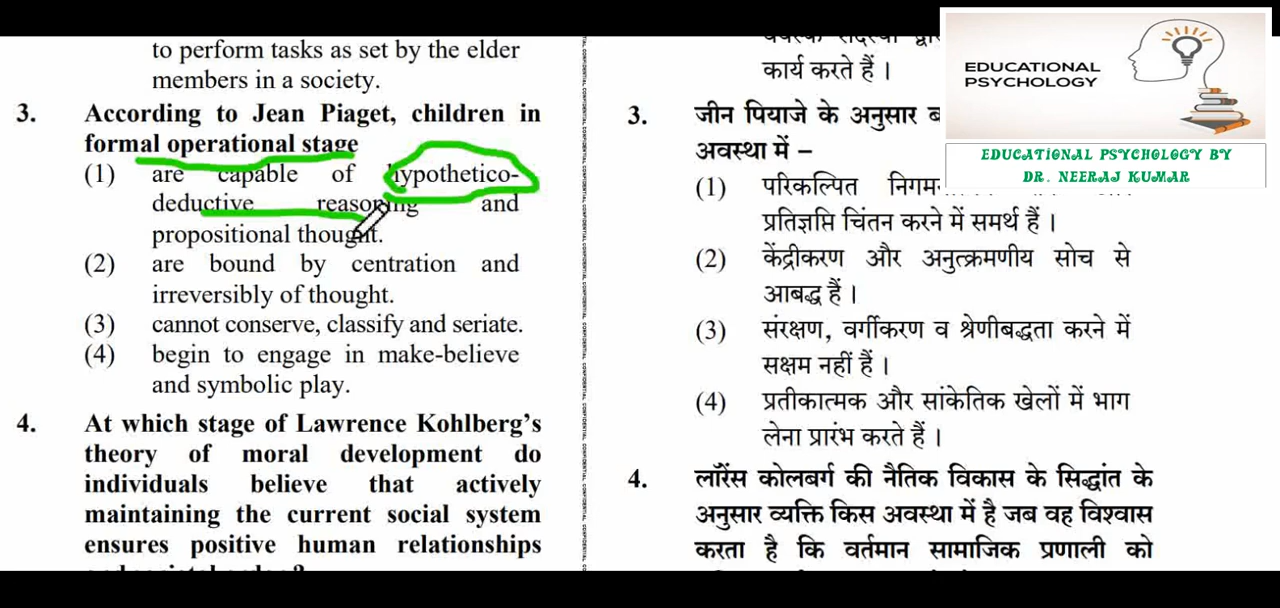 to perform tasks as set by the elder
members in a society.
3. According to Jean Piaget, children in
formal operational stage
(1) are capable of hypothetico-
deductive reasoning and
propositional thought.
(2) are bound by centration and
irreversibly of thought.
(3) cannot conserve, classify and seriate.
(4) begin to engage in make-believe
and symbolic play.
4. At which stage of Lawrence Kohlberg's
theory of moral development do
individuals believe that actively
maintaining the current social system
ensures positive human relationships
कार्य करते हैं ।
3. जीन पियाजे के अनुसार
अवस्था में –
(1) परिकल्पित
प्रतिज्ञप्ति चिंतन करने में समर्थ हैं ।
(2) केंद्रीकरण और अनुत्क्रमणीय सोच से
आबद्ध हैं ।
(3) संरक्षण, वर्गीकरण व श्रेणीबद्धता करने में
सक्षम नहीं हैं ।
(4) प्रतीकात्मक और सांकेतिक खेलों में भाग
लेना प्रारंभ करते हैं ।
4. लॉरेंस कोलबर्ग की नैतिक विकास के सिद्धांत के
अनुसार व्यक्ति किस अवस्था में है जब वह विश्वास
करता है कि वर्तमान सामाजिक प्रणाली को
EDUCATIONAL
PSYCHOLOGY
EDUCATIONAL PSYCHOLOGY BY
DR. NEERAJ KUMAR